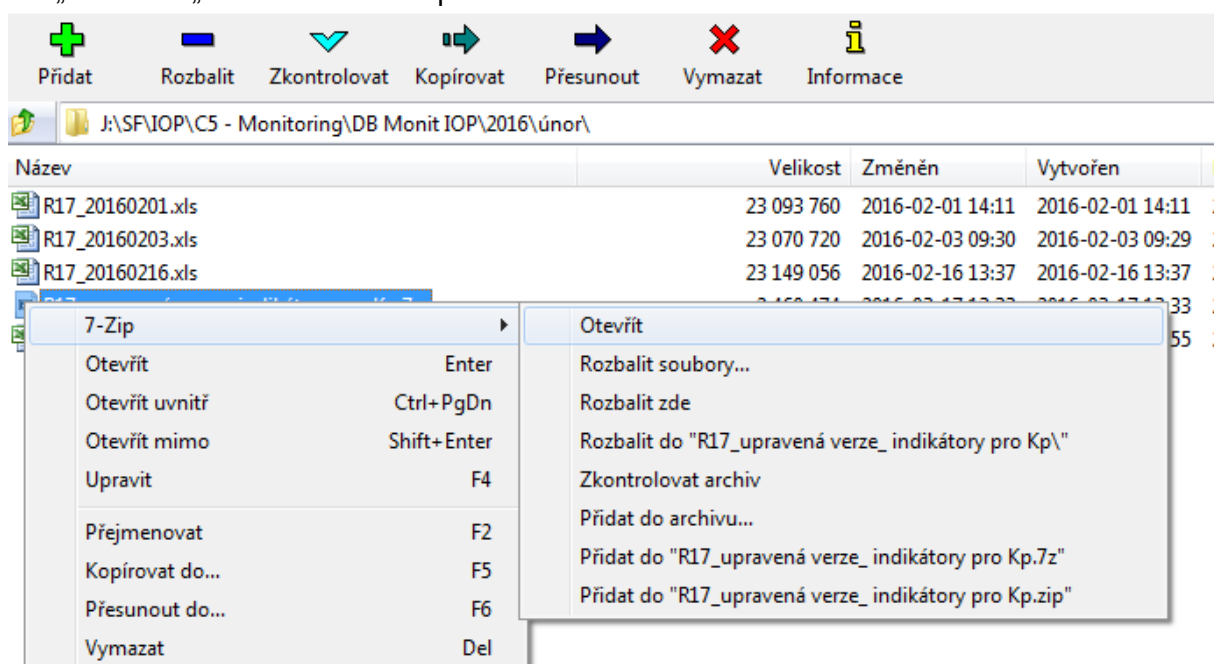 Přidat Rozbalit Zkontrolovat Kopírovat Přesunout Vymazat Informace
J:\SF\IOP\C5 - Monitoring\DB Monit IOP\2016\únor\
Název Velikost Změněn Vytvořen
R17_20160201.xls 23 093 760 2016-02-01 14:11 2016-02-01 14:11
R17_20160203.xls 23 070 720 2016-02-03 09:30 2016-02-03 09:29
R17_20160216.xls 23 149 056 2016-02-16 13:37 2016-02-16 13:37
33
55
7-Zip
Otevřít Enter
Otevřít uvnitř Ctrl+PgDn
Otevřít mimo Shift+Enter
Upravit F4
Přejmenovat F2
Kopírovat do... F5
Přesunout do... F6
Vymazat Del
Otevřít
Rozbalit soubory...
Rozbalit zde
Rozbalit do "R17_upravená verze_ indikátory pro Kp\"
Zkontrolovat archiv
Přidat do archivu...
Přidat do "R17_upravená verze_ indikátory pro Kp.7z"
Přidat do "R17_upravená verze_ indikátory pro Kp.zip"